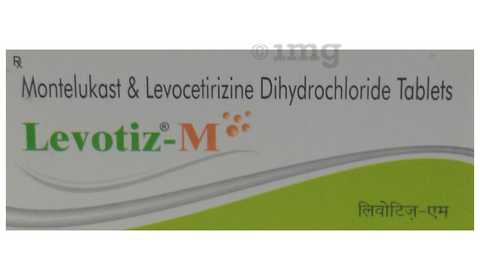 ©1mg
℞
Montelukast & Levocetirizine Dihydrochloride Tablets
Levotiz®-M
लिवोटिज़-एम